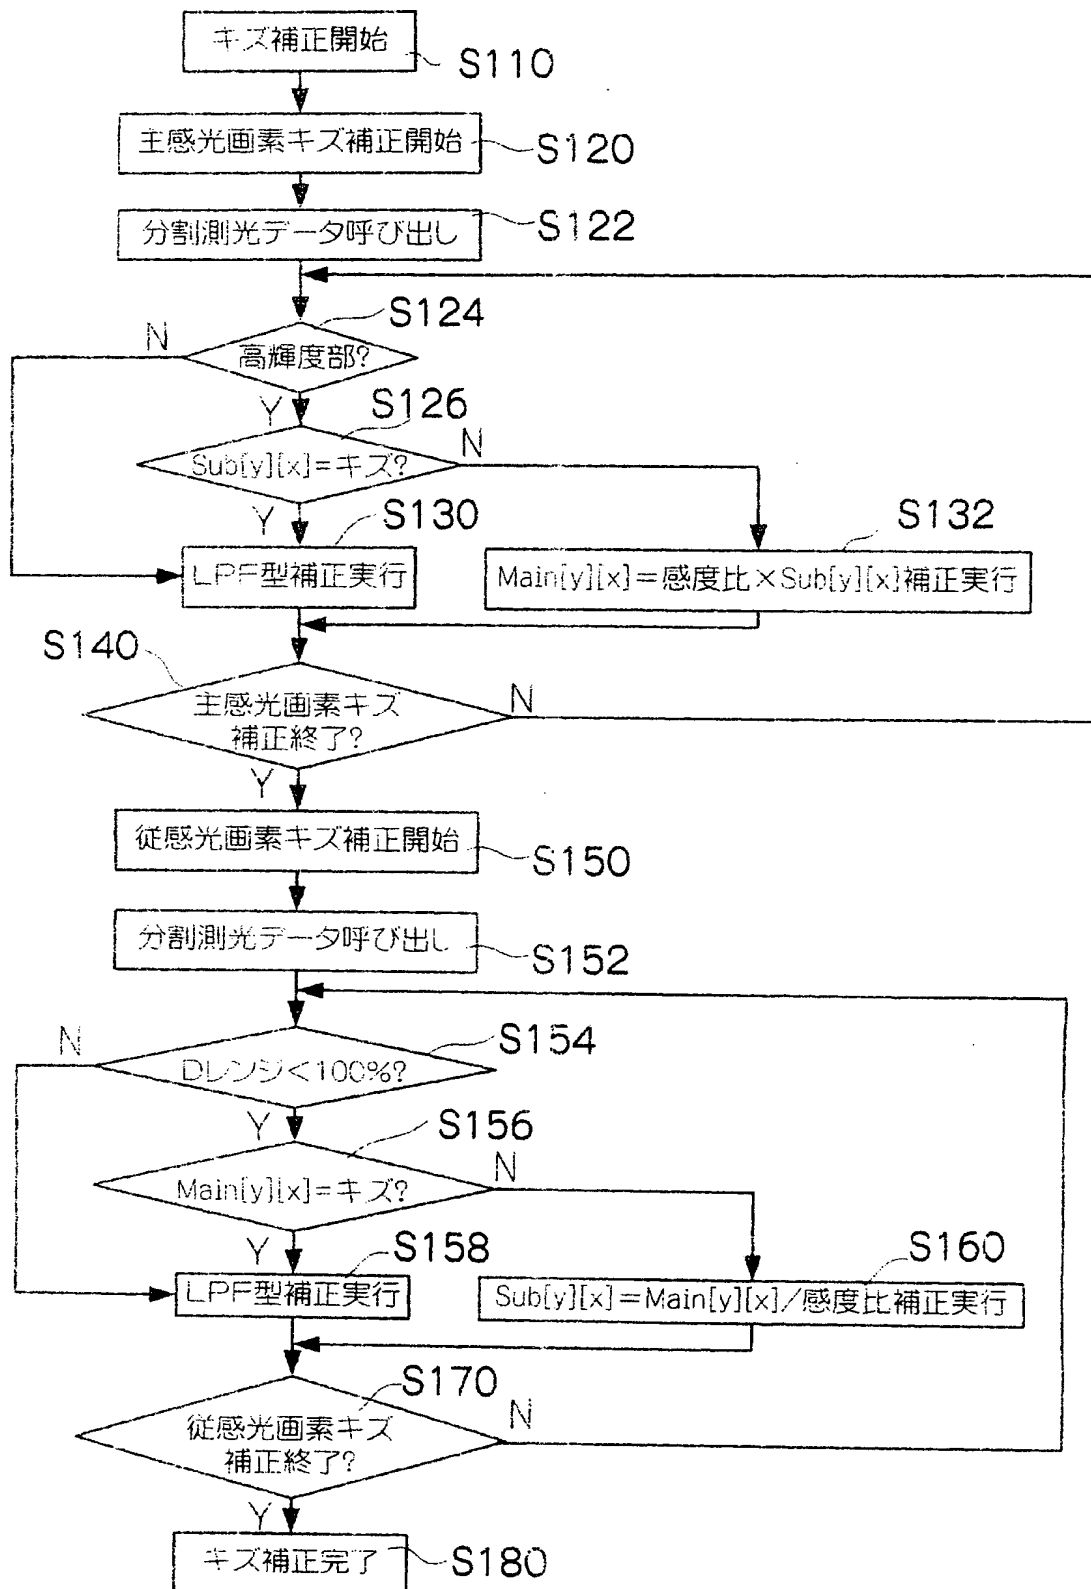 キズ補正開始
S110
主感光画素キズ補正開始
S120
分割測光データ呼び出し
S122
S124
N
高輝度部?
Y
S126
Sub[y][x]=キズ?
N
Y
S130
LPF型補正実行
S132
Main[y][x]=感度比×Sub[y][x]補正実行
S140
主感光画素キズ
補正終了?
N
Y
従感光画素キズ補正開始
S150
分割測光データ呼び出し
S152
N
S154
Dレンジ<100%?
Y
S156
Main[y][x]=キズ?
N
Y
S158
LPF型補正実行
S160
Sub[y][x]=Main[y][x]/感度比補正実行
S170
従感光画素キズ
補正終了?
N
Y
キズ補正完了
S180